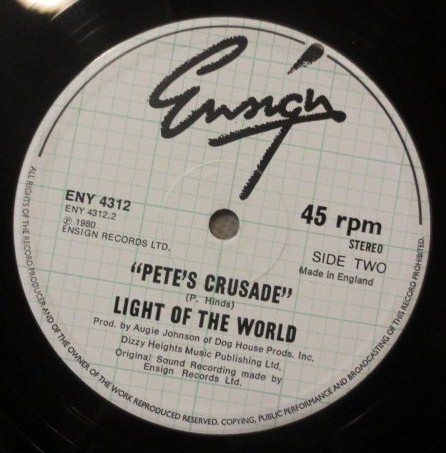 Ensign
ENY 4312
ENY 4312.2
℗ 1980
ENSIGN RECORDS LTD.
45 rpm
STEREO
SIDE TWO
Made in England
"PETE'S CRUSADE"
(P. Hinds)
LIGHT OF THE WORLD
Prod. by Augie Johnson of Dog House Prods. Inc.
Dizzy Heights Music Publishing Ltd.
Original Sound Recording made by
Ensign Records Ltd.
ALL RIGHTS OF THE RECORD PRODUCER AND OF THE OWNER OF THE WORK REPRODUCED RESERVED. COPYING, PUBLIC PERFORMANCE AND BROADCASTING OF THIS RECORD PROHIBITED.